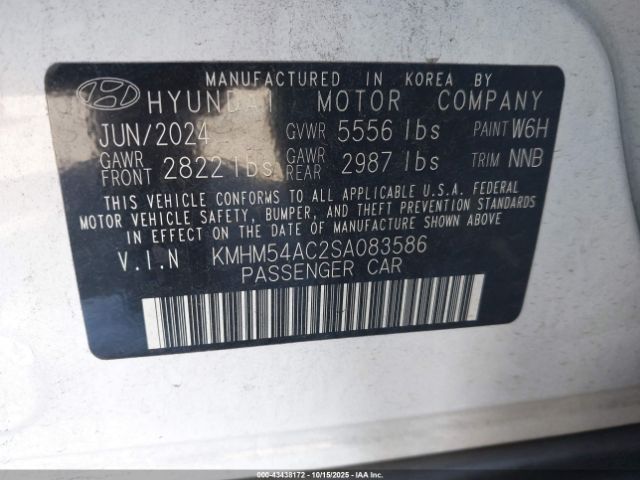 MANUFACTURED IN KOREA BY
HYUNDAI MOTOR COMPANY
JUN/2024 GVWR 5556 lbs PAINT W6H
GAWR FRONT 2822 lbs GAWR REAR 2987 lbs TRIM NNB
THIS VEHICLE CONFORMS TO ALL APPLICABLE U.S.A. FEDERAL
MOTOR VEHICLE SAFETY, BUMPER, AND THEFT PREVENTION STANDARDS
IN EFFECT ON THE DATE OF MANUFACTURE SHOWN ABOVE.
V.I.N KMHM54AC2SA083586
PASSENGER CAR
000-43438172 - 10/15/2025 - IAA Inc.